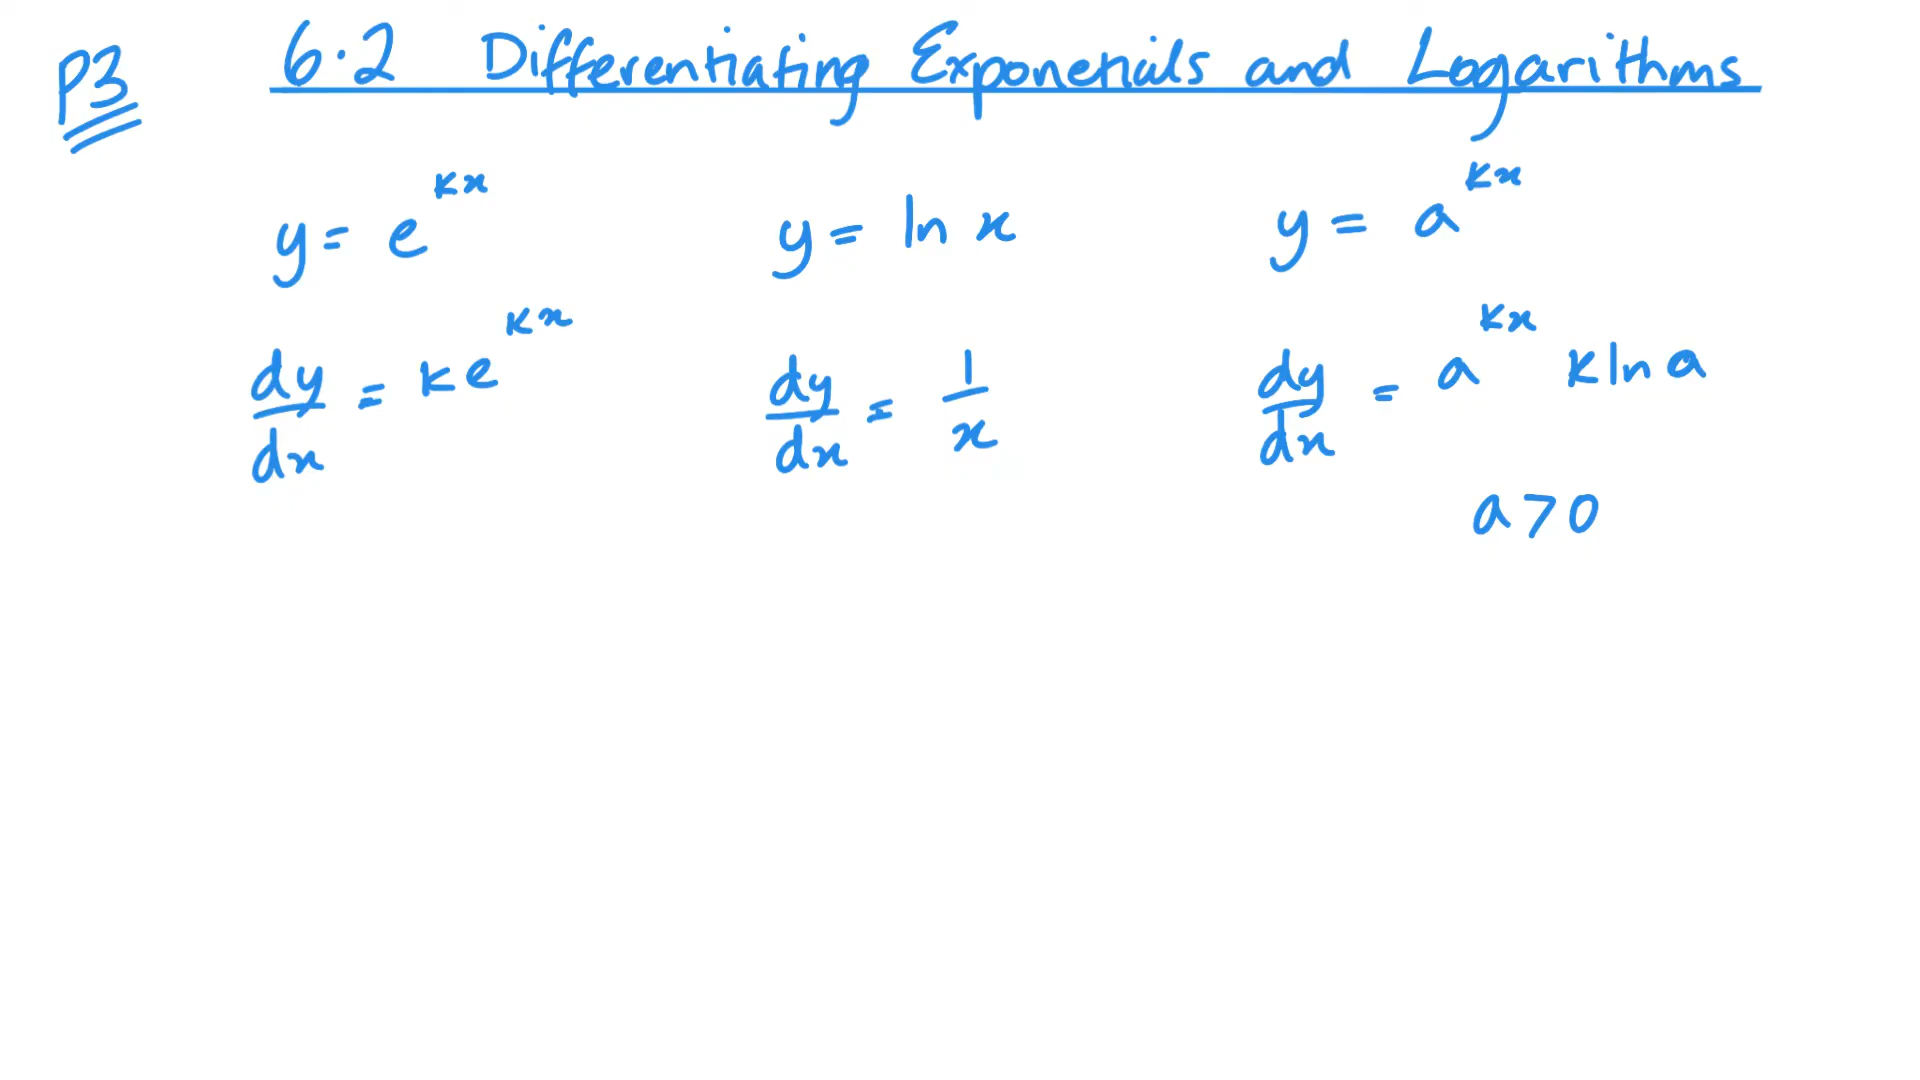 P3
6.2 Differentiating Exponetials and Logarithms
y = e^{kx}
y = ln x
y = a^{kx}
dy/dx = ke^{kx}
dy/dx = 1/x
dy/dx = a^{kx} k ln a
a > 0